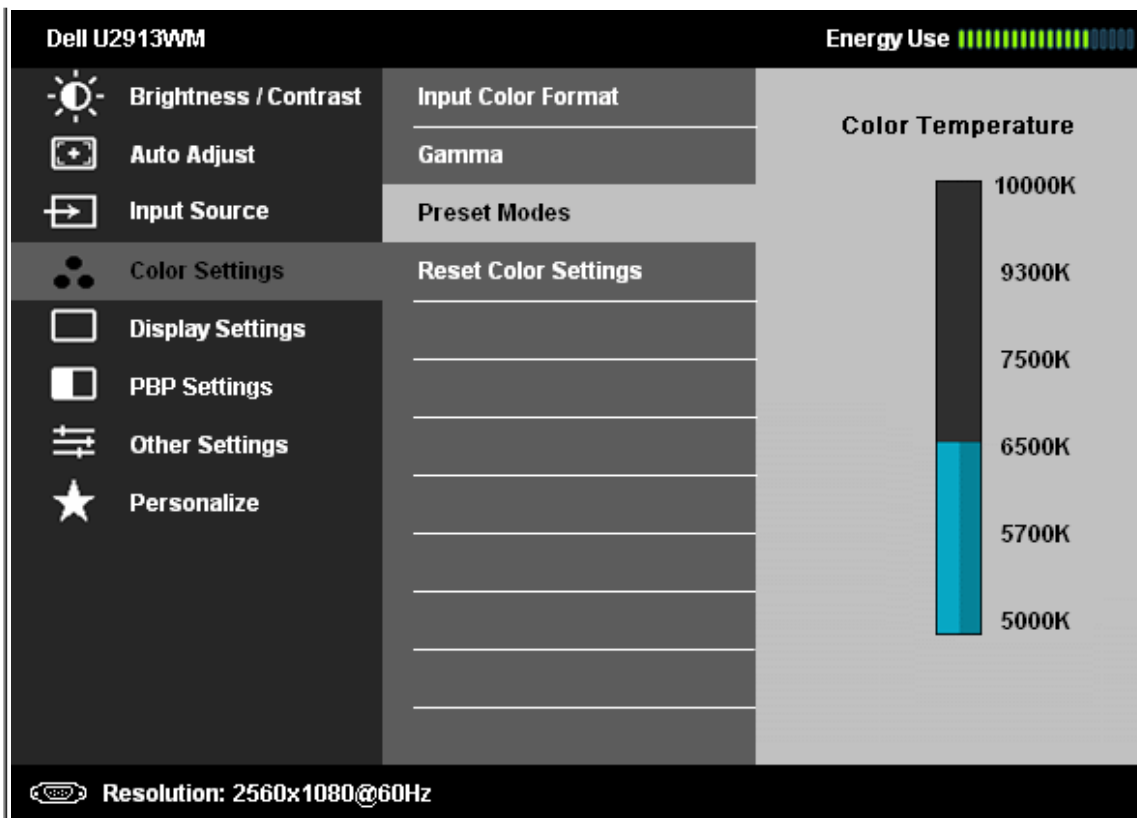 Dell U2913WM
Energy Use
Brightness / Contrast
Auto Adjust
Input Source
Color Settings
Display Settings
PBP Settings
Other Settings
Personalize
Input Color Format
Gamma
Preset Modes
Reset Color Settings
Color Temperature
10000K
9300K
7500K
6500K
5700K
5000K
Resolution: 2560x1080@60Hz